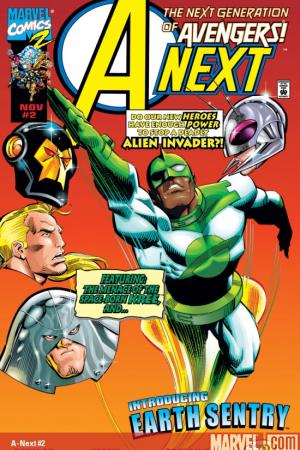 MARVEL
COMICS
2
NOV
#2
THE NEXT GENERATION
OF AVENGERS!
A
NEXT
DO OUR NEW HEROES
HAVE ENOUGH POWER
TO STOP A DEADLY
ALIEN INVADER?!
FEATURING:
THE MENACE OF THE
SPACE-BORN KREE,
AND...
INTRODUCING
EARTH SENTRY
A-Next #2
MARVEL